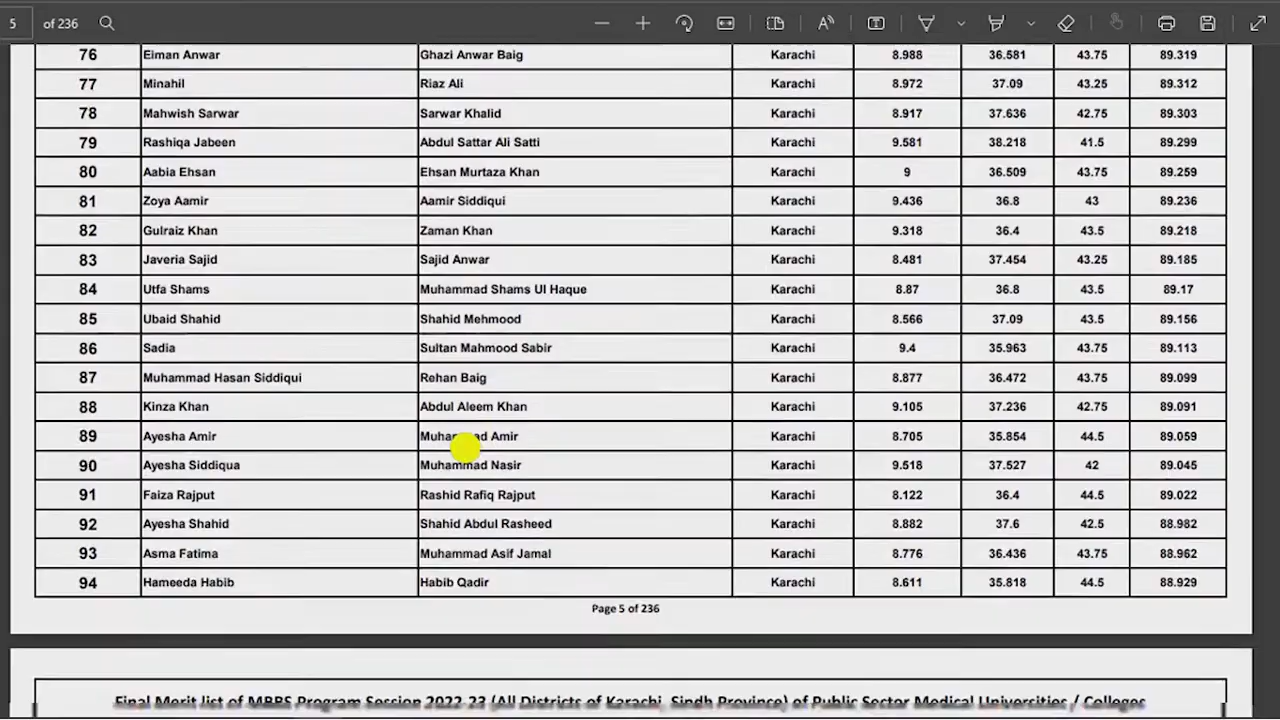 5 of 236
76 Eiman Anwar Ghazi Anwar Baig Karachi 8.988 36.581 43.75 89.319
77 Minahil Riaz Ali Karachi 8.972 37.09 43.25 89.312
78 Mahwish Sarwar Sarwar Khalid Karachi 8.917 37.636 42.75 89.303
79 Rashiqa Jabeen Abdul Sattar Ali Satti Karachi 9.581 38.218 41.5 89.299
80 Aabia Ehsan Ehsan Murtaza Khan Karachi 9 36.509 43.75 89.259
81 Zoya Aamir Aamir Siddiqui Karachi 9.436 36.8 43 89.236
82 Gulraiz Khan Zaman Khan Karachi 9.318 36.4 43.5 89.218
83 Javeria Sajid Sajid Anwar Karachi 8.481 37.454 43.25 89.185
84 Utfa Shams Muhammad Shams Ul Haque Karachi 8.87 36.8 43.5 89.17
85 Ubaid Shahid Shahid Mehmood Karachi 8.566 37.09 43.5 89.156
86 Sadia Sultan Mahmood Sabir Karachi 9.4 35.963 43.75 89.113
87 Muhammad Hasan Siddiqui Rehan Baig Karachi 8.877 36.472 43.75 89.099
88 Kinza Khan Abdul Aleem Khan Karachi 9.105 37.236 42.75 89.091
89 Ayesha Amir Muhammad Amir Karachi 8.705 35.854 44.5 89.059
90 Ayesha Siddiqua Muhammad Nasir Karachi 9.518 37.527 42 89.045
91 Faiza Rajput Rashid Rafiq Rajput Karachi 8.122 36.4 44.5 89.022
92 Ayesha Shahid Shahid Abdul Rasheed Karachi 8.882 37.6 42.5 88.982
93 Asma Fatima Muhammad Asif Jamal Karachi 8.776 36.436 43.75 88.962
94 Hameeda Habib Habib Qadir Karachi 8.611 35.818 44.5 88.929
Page 5 of 236
Final Merit list of MBBS Program Session 2022-23 (All Districts of Karachi, Sindh Province) of Public Sector Medical Universities / Colleges